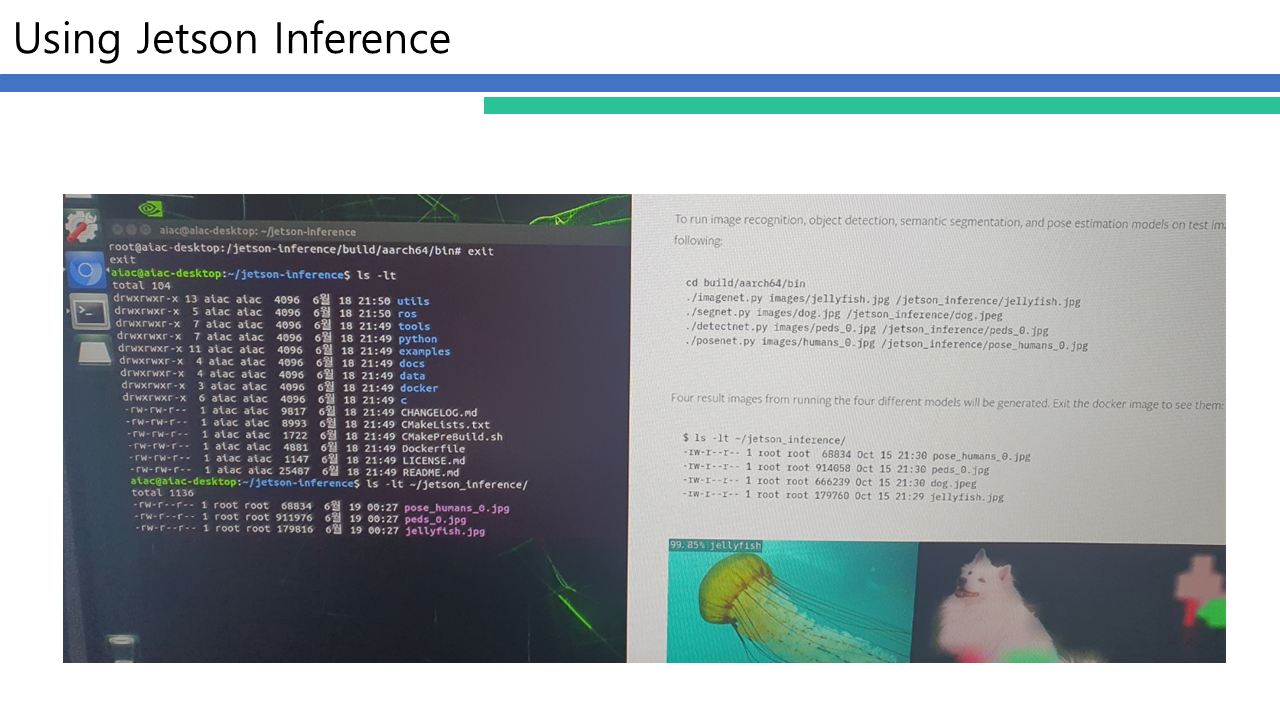 Using Jetson Inference
aiac@aiac-desktop: ~/jetson-inference
root@aiac-desktop:/jetson-inference/build/aarch64/bin# exit
exit
aiac@aiac-desktop:~/jetson-inference$ ls -lt
total 104
drwxrwxr-x 13 aiac aiac 4096 6월 18 21:50 utils
drwxrwxr-x 5 aiac aiac 4096 6월 18 21:50 ros
drwxrwxr-x 7 aiac aiac 4096 6월 18 21:49 tools
drwxrwxr-x 7 aiac aiac 4096 6월 18 21:49 python
drwxrwxr-x 11 aiac aiac 4096 6월 18 21:49 examples
drwxrwxr-x 4 aiac aiac 4096 6월 18 21:49 docs
drwxrwxr-x 4 aiac aiac 4096 6월 18 21:49 data
drwxrwxr-x 3 aiac aiac 4096 6월 18 21:49 docker
drwxrwxr-x 6 aiac aiac 4096 6월 18 21:49 c
-rw-rw-r-- 1 aiac aiac 9817 6월 18 21:49 CHANGELOG.md
-rw-rw-r-- 1 aiac aiac 8993 6월 18 21:49 CMakeLists.txt
-rw-rw-r-- 1 aiac aiac 1722 6월 18 21:49 CMakePreBuild.sh
-rw-rw-r-- 1 aiac aiac 4881 6월 18 21:49 Dockerfile
-rw-rw-r-- 1 aiac aiac 1147 6월 18 21:49 LICENSE.md
-rw-rw-r-- 1 aiac aiac 25487 6월 18 21:49 README.md
aiac@aiac-desktop:~/jetson-inference$ ls -lt ~/jetson_inference/
total 1136
-rw-r--r-- 1 root root 68834 6월 19 00:27 pose_humans_0.jpg
-rw-r--r-- 1 root root 911976 6월 19 00:27 peds_0.jpg
-rw-r--r-- 1 root root 179816 6월 19 00:27 jellyfish.jpg
To run image recognition, object detection, semantic segmentation, and pose estimation models on test im
following:
cd build/aarch64/bin
./imagenet.py images/jellyfish.jpg /jetson_inference/jellyfish.jpg
./segnet.py images/dog.jpg /jetson_inference/dog.jpeg
./detectnet.py images/peds_0.jpg /jetson_inference/peds_0.jpg
./posenet.py images/humans_0.jpg /jetson_inference/pose_humans_0.jpg
Four result images from running the four different models will be generated. Exit the docker image to see them:
$ ls -lt ~/jetson_inference/
-rw-r--r-- 1 root root 68834 Oct 15 21:30 pose_humans_0.jpg
-rw-r--r-- 1 root root 914058 Oct 15 21:30 peds_0.jpg
-rw-r--r-- 1 root root 666239 Oct 15 21:30 dog.jpeg
-rw-r--r-- 1 root root 179760 Oct 15 21:29 jellyfish.jpg
99.85% jellyfish